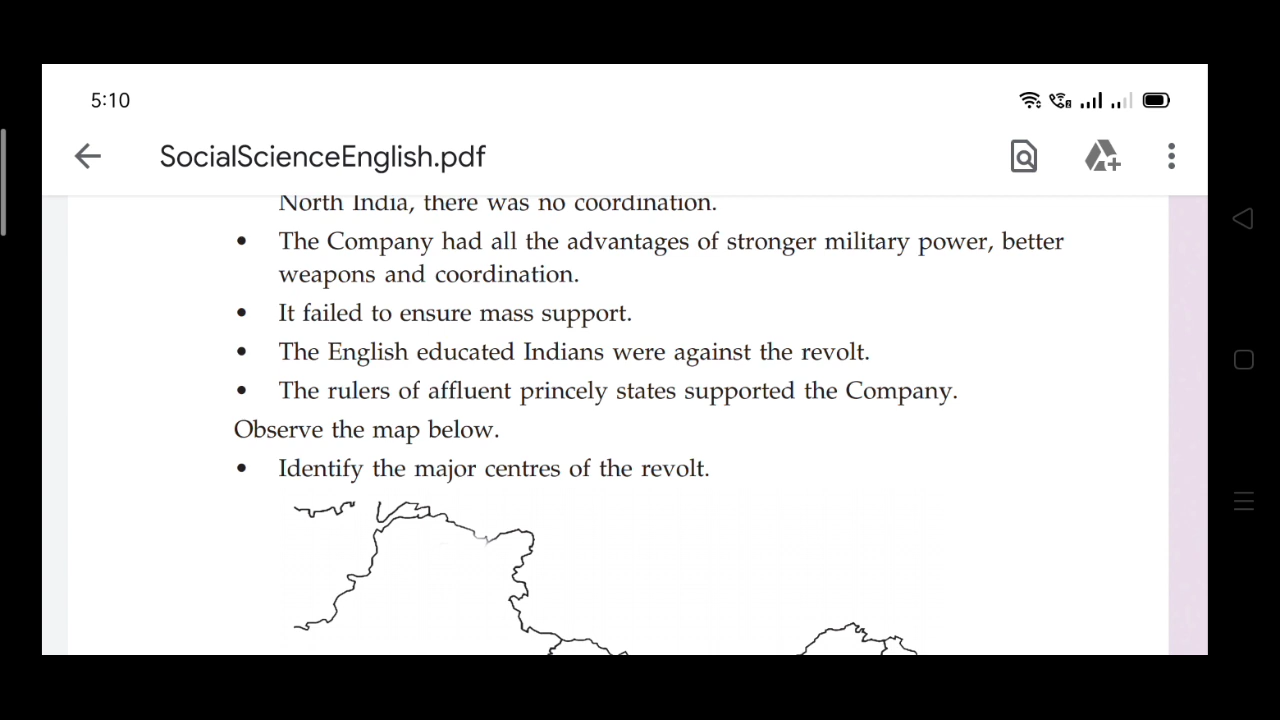 5:10
SocialScienceEnglish.pdf
North India, there was no coordination.
• The Company had all the advantages of stronger military power, better
weapons and coordination.
• It failed to ensure mass support.
• The English educated Indians were against the revolt.
• The rulers of affluent princely states supported the Company.
Observe the map below.
• Identify the major centres of the revolt.